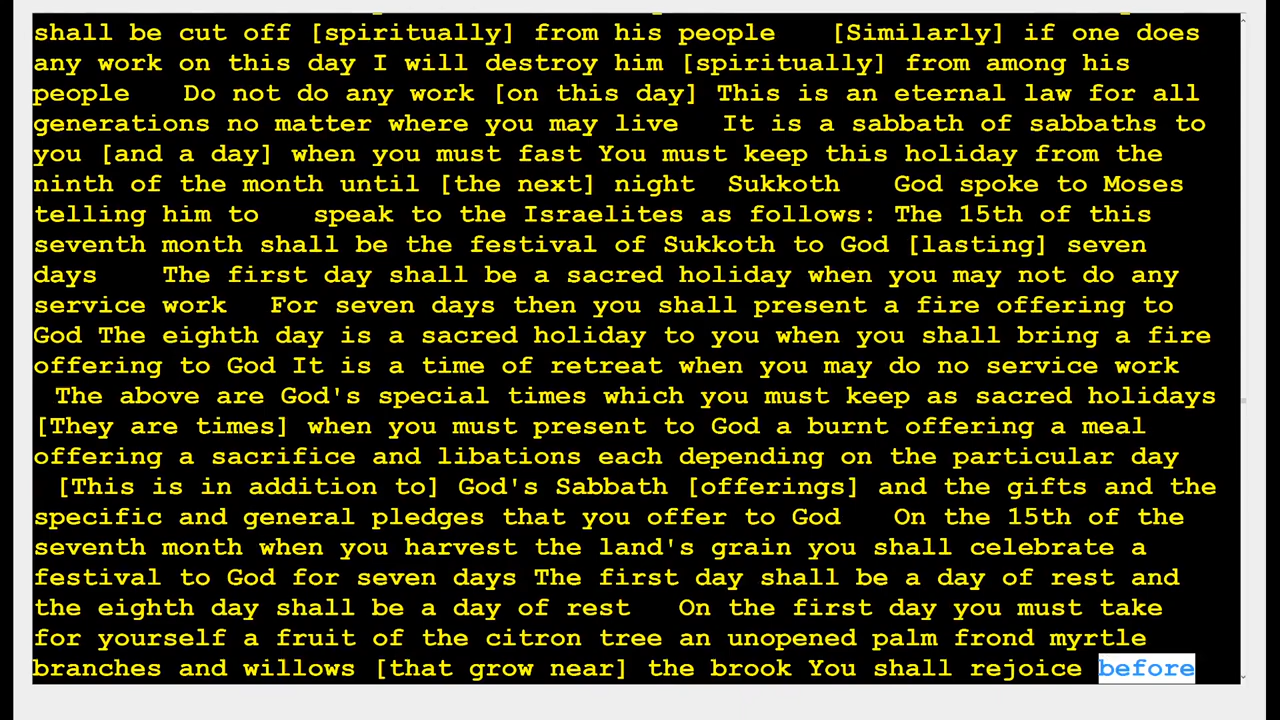 shall be cut off [spiritually] from his people [Similarly] if one does
any work on this day I will destroy him [spiritually] from among his
people Do not do any work [on this day] This is an eternal law for all
generations no matter where you may live It is a sabbath of sabbaths to
you [and a day] when you must fast You must keep this holiday from the
ninth of the month until [the next] night Sukkoth God spoke to Moses
telling him to speak to the Israelites as follows: The 15th of this
seventh month shall be the festival of Sukkoth to God [lasting] seven
days The first day shall be a sacred holiday when you may not do any
service work For seven days then you shall present a fire offering to
God The eighth day is a sacred holiday to you when you shall bring a fire
offering to God It is a time of retreat when you may do no service work
The above are God's special times which you must keep as sacred holidays
[They are times] when you must present to God a burnt offering a meal
offering a sacrifice and libations each depending on the particular day
[This is in addition to] God's Sabbath [offerings] and the gifts and the
specific and general pledges that you offer to God On the 15th of the
seventh month when you harvest the land's grain you shall celebrate a
festival to God for seven days The first day shall be a day of rest and
the eighth day shall be a day of rest On the first day you must take
for yourself a fruit of the citron tree an unopened palm frond myrtle
branches and willows [that grow near] the brook You shall rejoice before